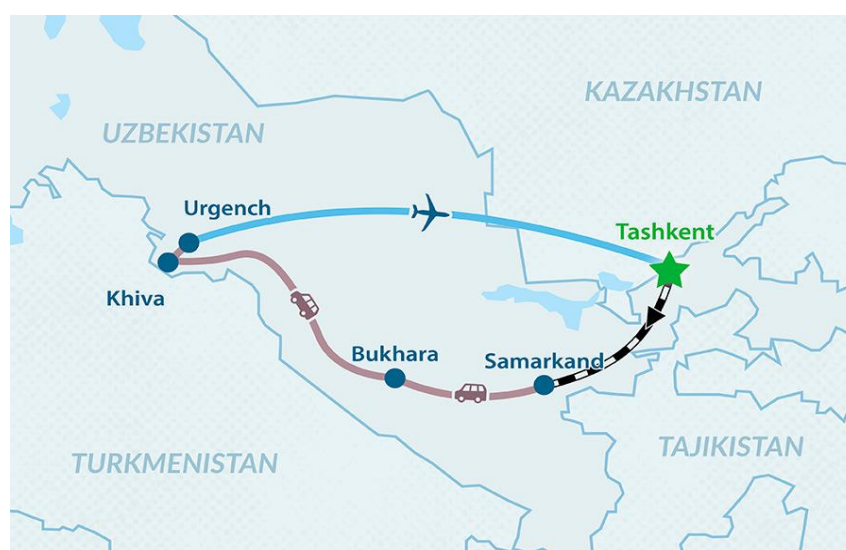 KAZAKHSTAN
UZBEKISTAN
Urgench
Tashkent
Khiva
Bukhara
Samarkand
TURKMENISTAN
TAJIKISTAN